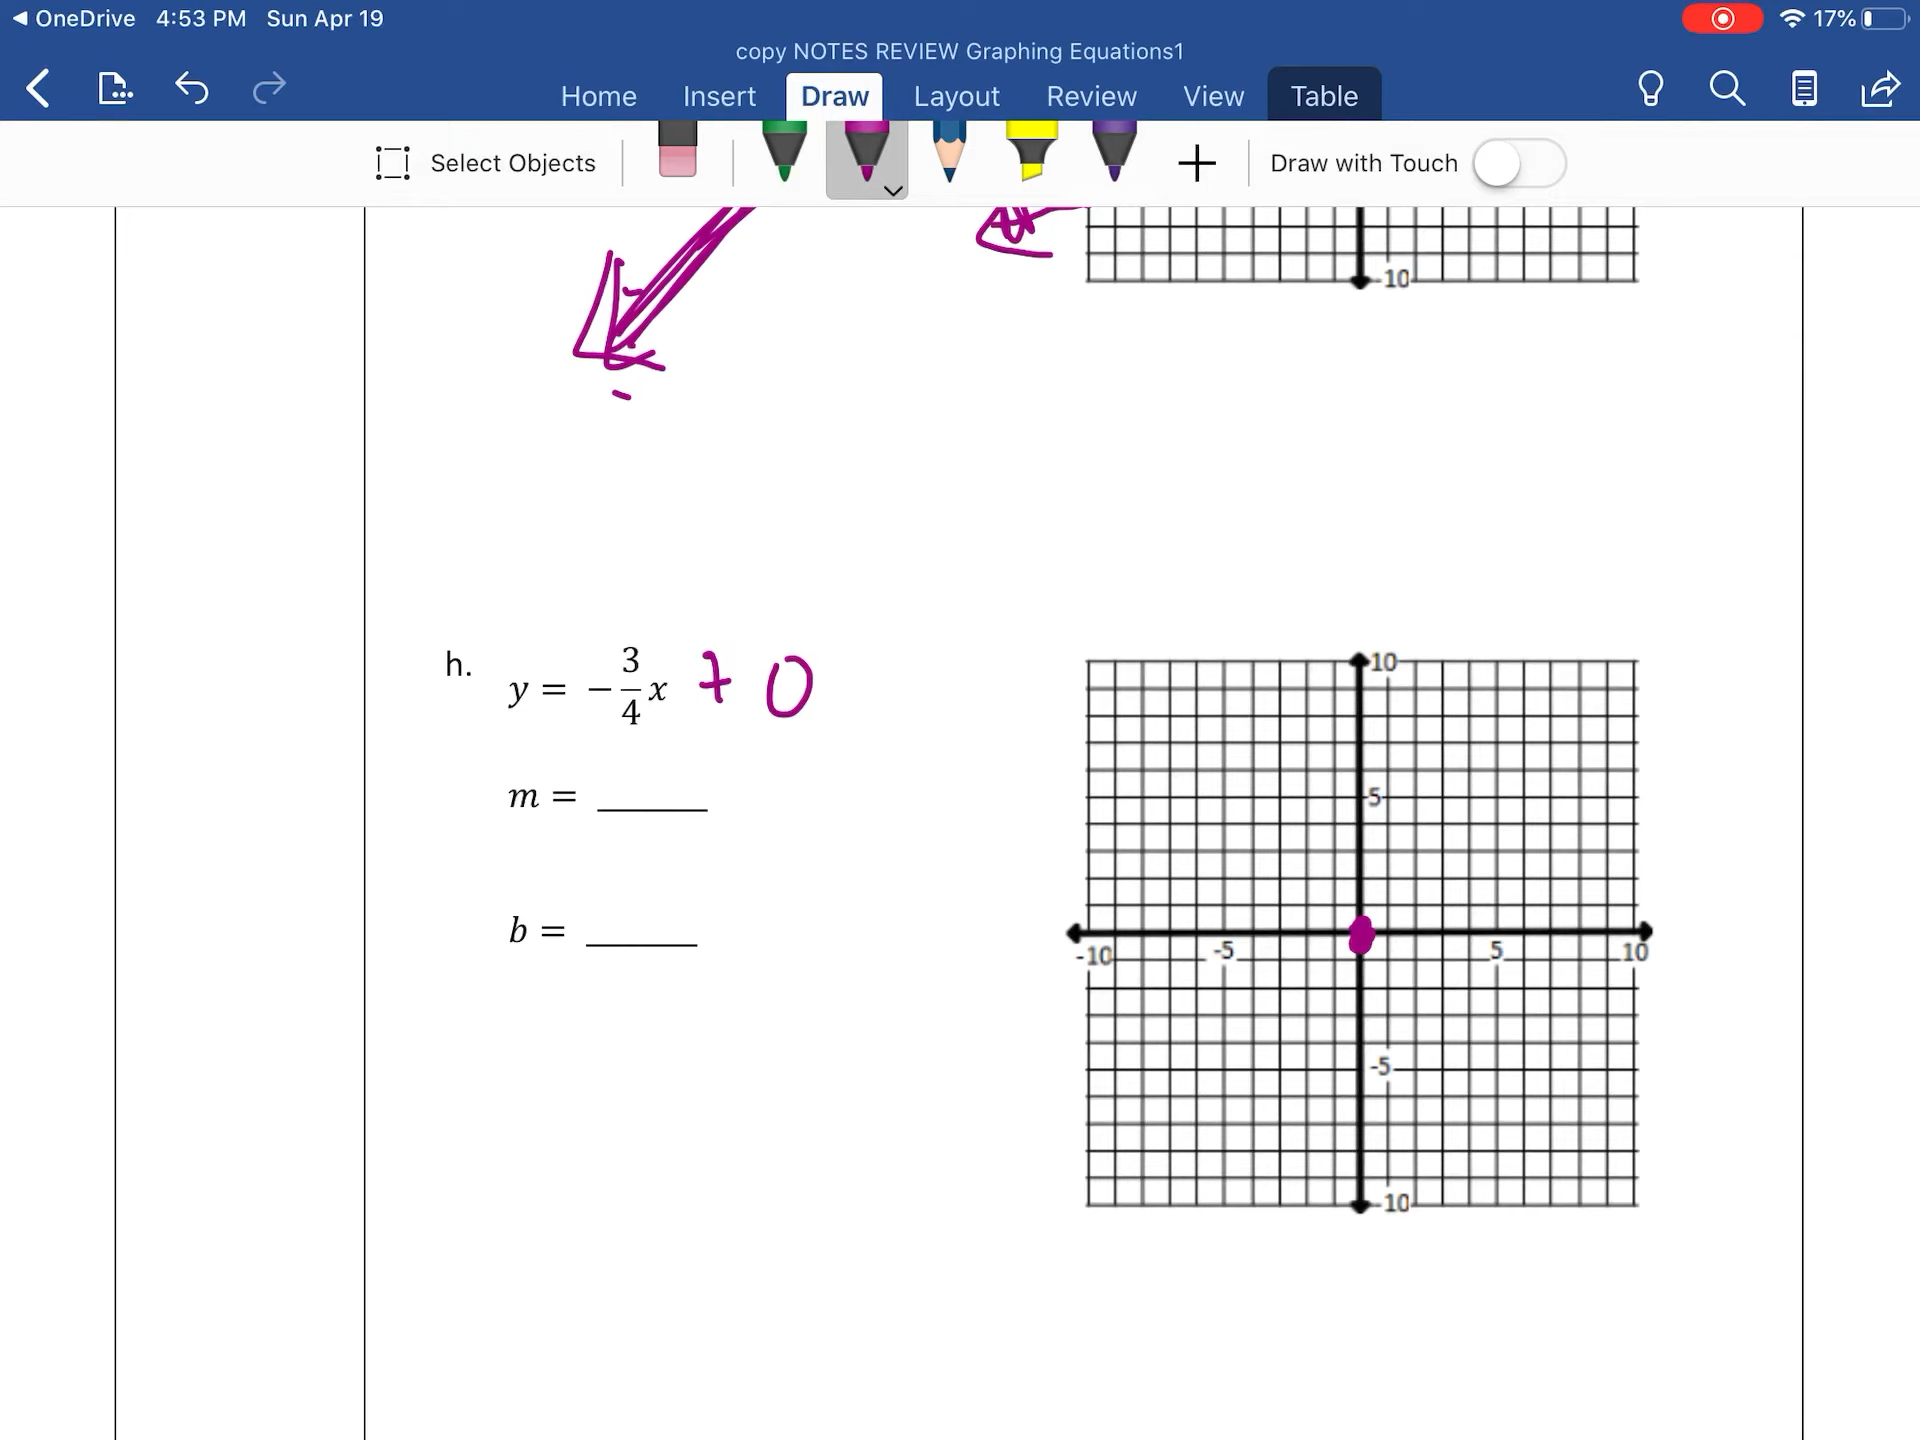 OneDrive 4:53 PM Sun Apr 19 17%
copy NOTES REVIEW Graphing Equations1
Home Insert Draw Layout Review View Table
Select Objects Draw with Touch
-10
h. y = -3/4 x + 0
m = ______
b = ______
10
5
-10 -5 5 10
-5
-10